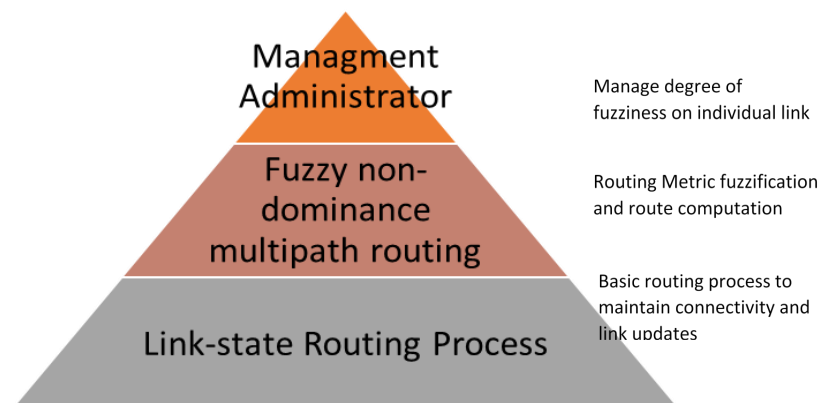 Managment
Administrator
Manage degree of
fuzziness on individual link
Fuzzy non-
dominance
multipath routing
Routing Metric fuzzification
and route computation
Link-state Routing Process
Basic routing process to
maintain connectivity and
link updates